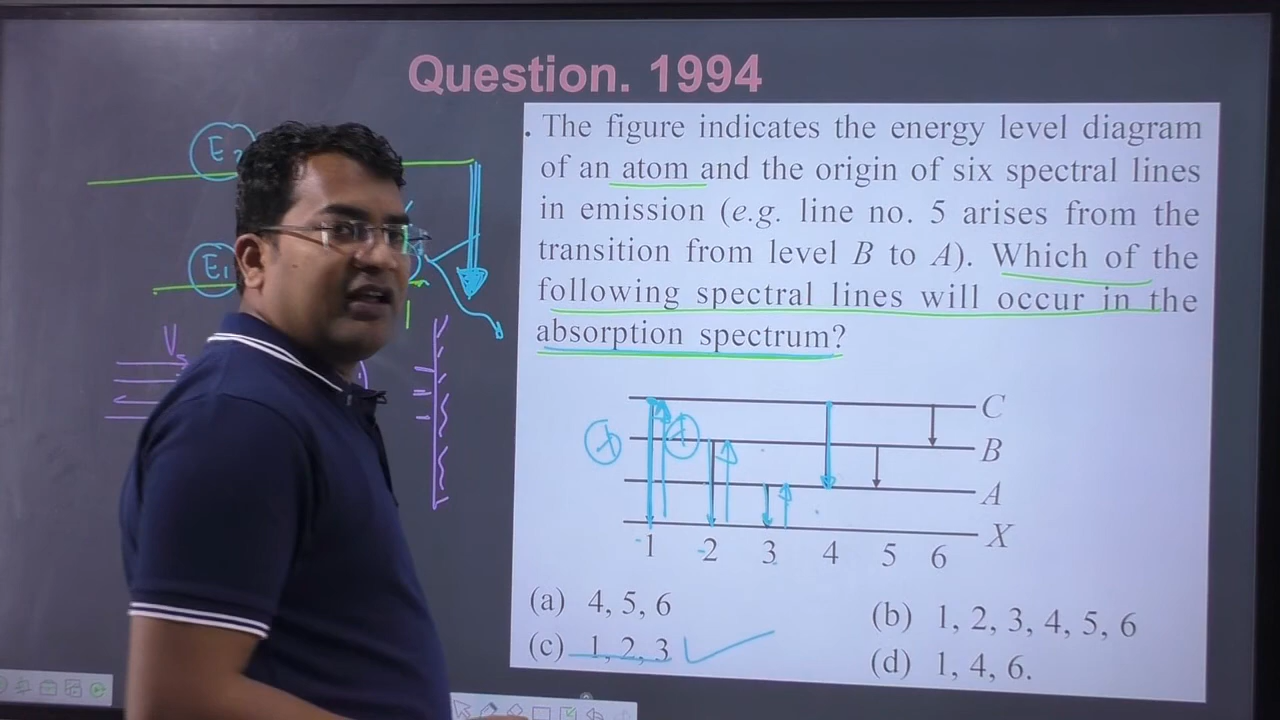 Question. 1994
. The figure indicates the energy level diagram
of an atom and the origin of six spectral lines
in emission (e.g. line no. 5 arises from the
transition from level B to A). Which of the
following spectral lines will occur in the
absorption spectrum?
E₂
E₁
V
C
B
A
X
1 2 3 4 5 6
(a) 4, 5, 6
(b) 1, 2, 3, 4, 5, 6
(c) 1, 2, 3
(d) 1, 4, 6.